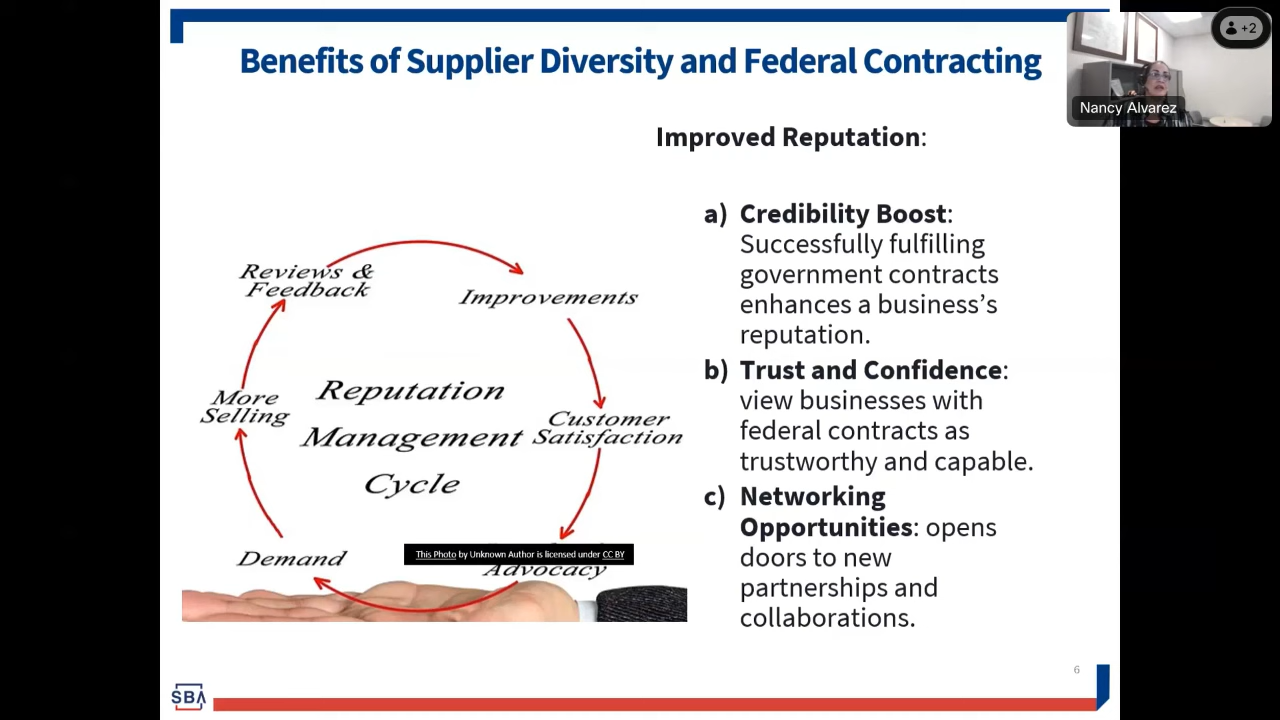 Benefits of Supplier Diversity and Federal Contracting
+2
Nancy Alvarez
Improved Reputation:
a) Credibility Boost:
Successfully fulfilling
government contracts
enhances a business’s
reputation.
b) Trust and Confidence:
view businesses with
federal contracts as
trustworthy and capable.
c) Networking
Opportunities: opens
doors to new
partnerships and
collaborations.
Reviews &
Feedback
Improvements
More
Selling
Reputation
Management
Cycle
Customer
Satisfaction
Demand
This Photo by Unknown Author is licensed under CC BY
Advocacy
6
SBA